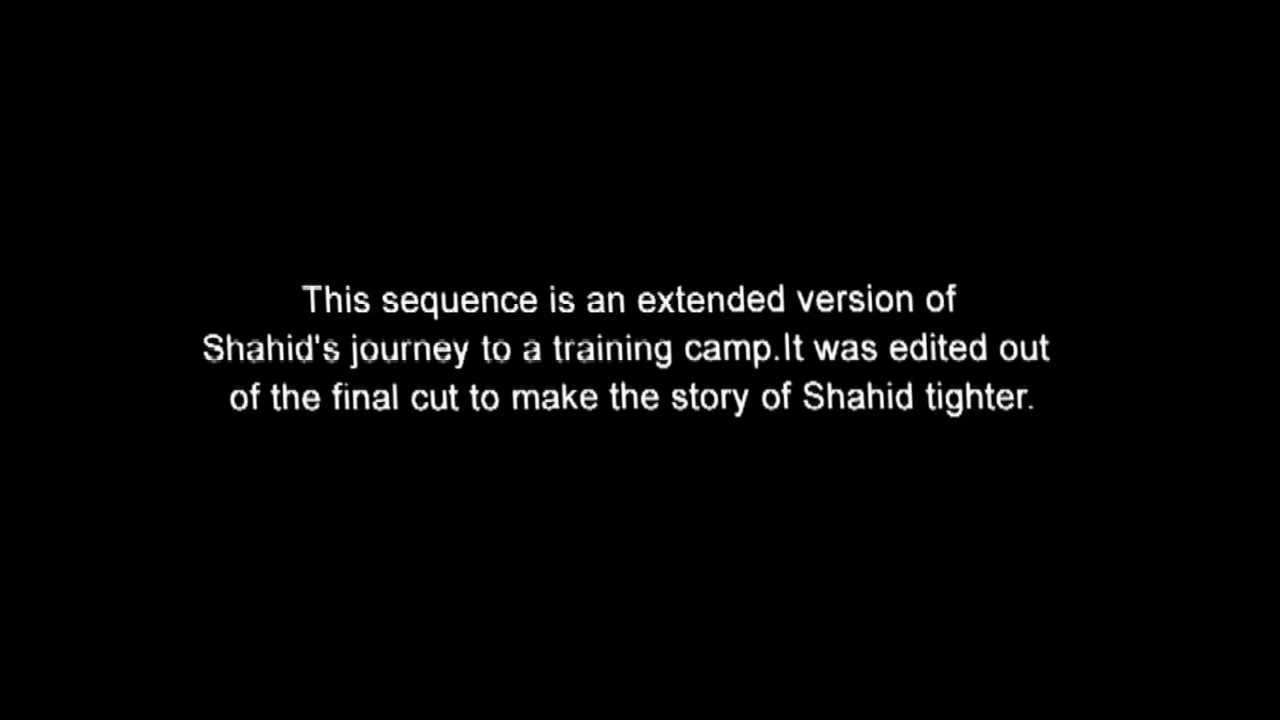 This sequence is an extended version of
Shahid's journey to a training camp.It was edited out
of the final cut to make the story of Shahid tighter.